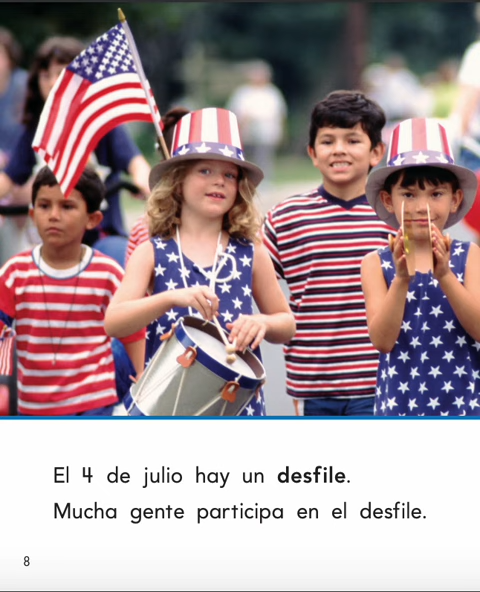 El 4 de julio hay un desfile.
Mucha gente participa en el desfile.
8